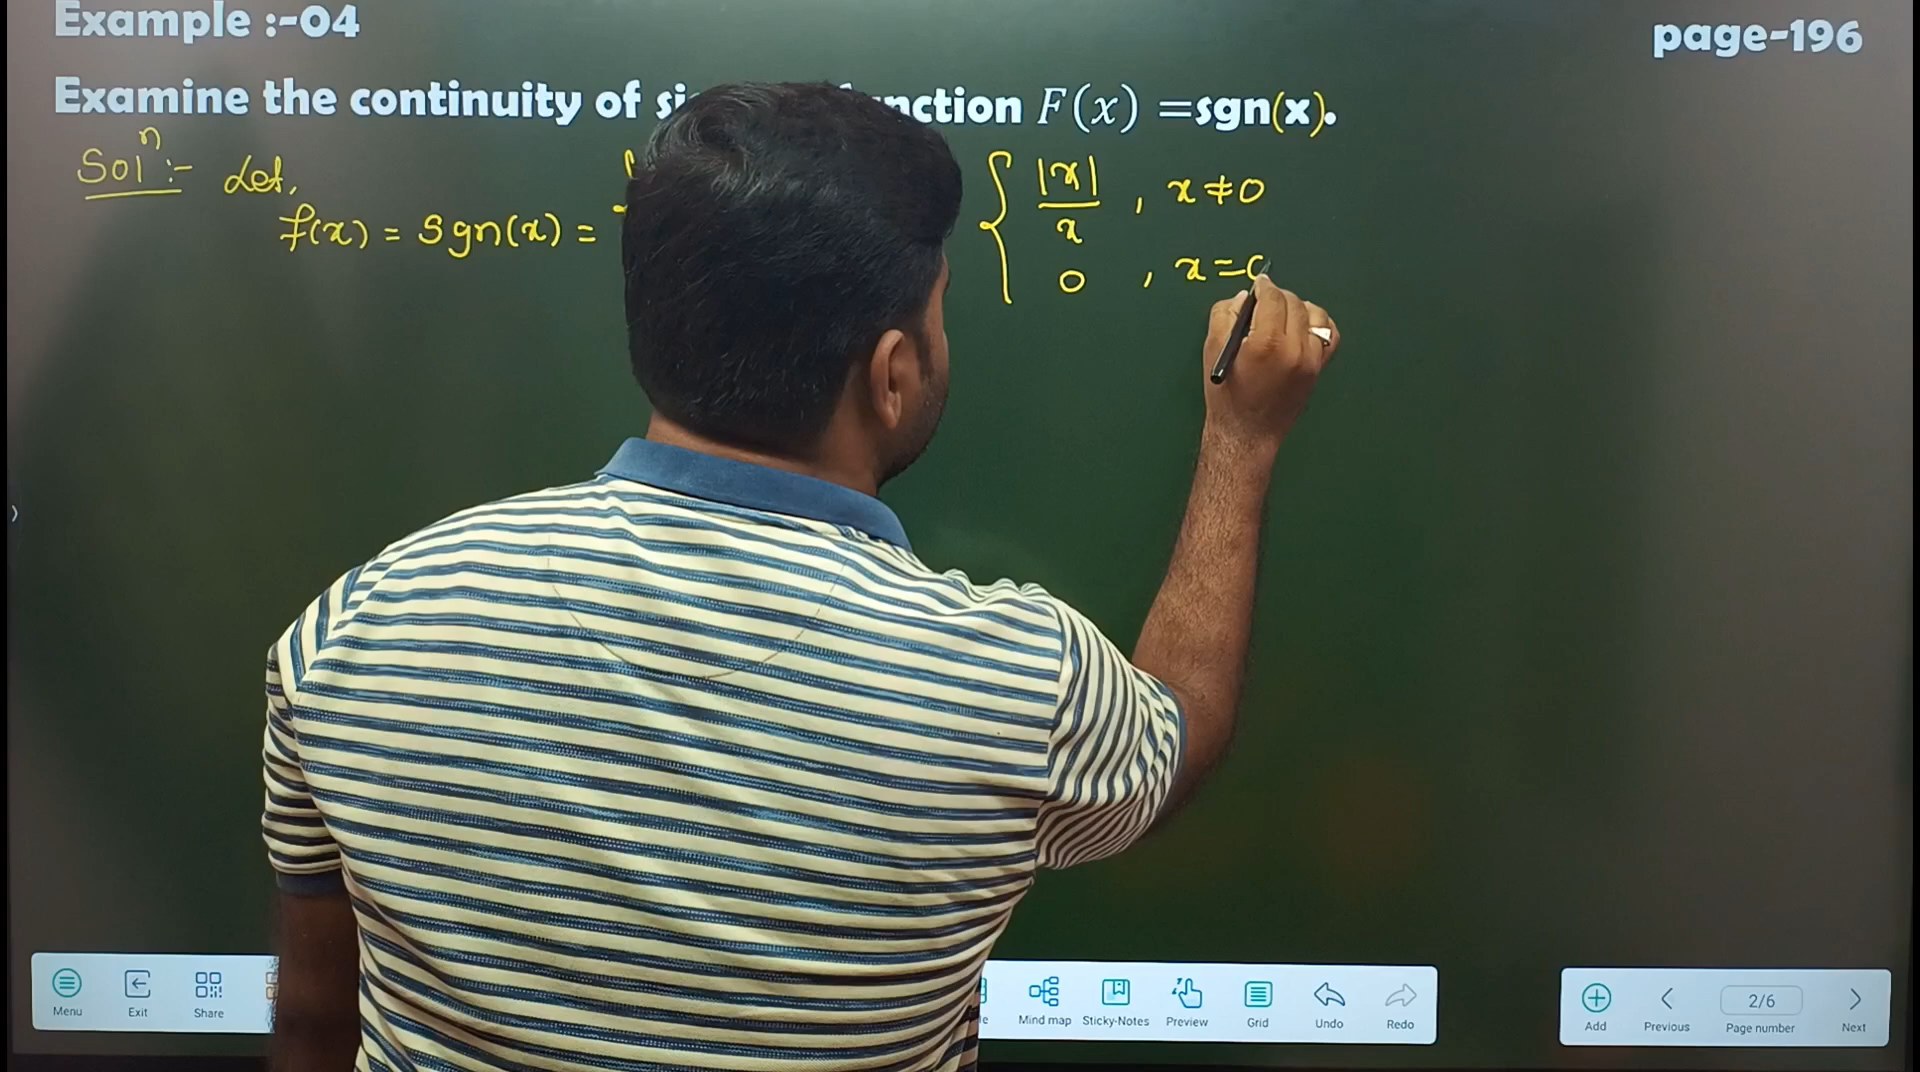 Example :-04
page-196
Examine the continuity of nction F(x) =sgn(x).
Solⁿ :- Let,
f(x) = Sgn(x) = { { |x|/x , x≠0
0 , x=0
Menu Exit Share Mind map Sticky-Notes Preview Grid Undo Redo Add Previous 2/6 Page number Next